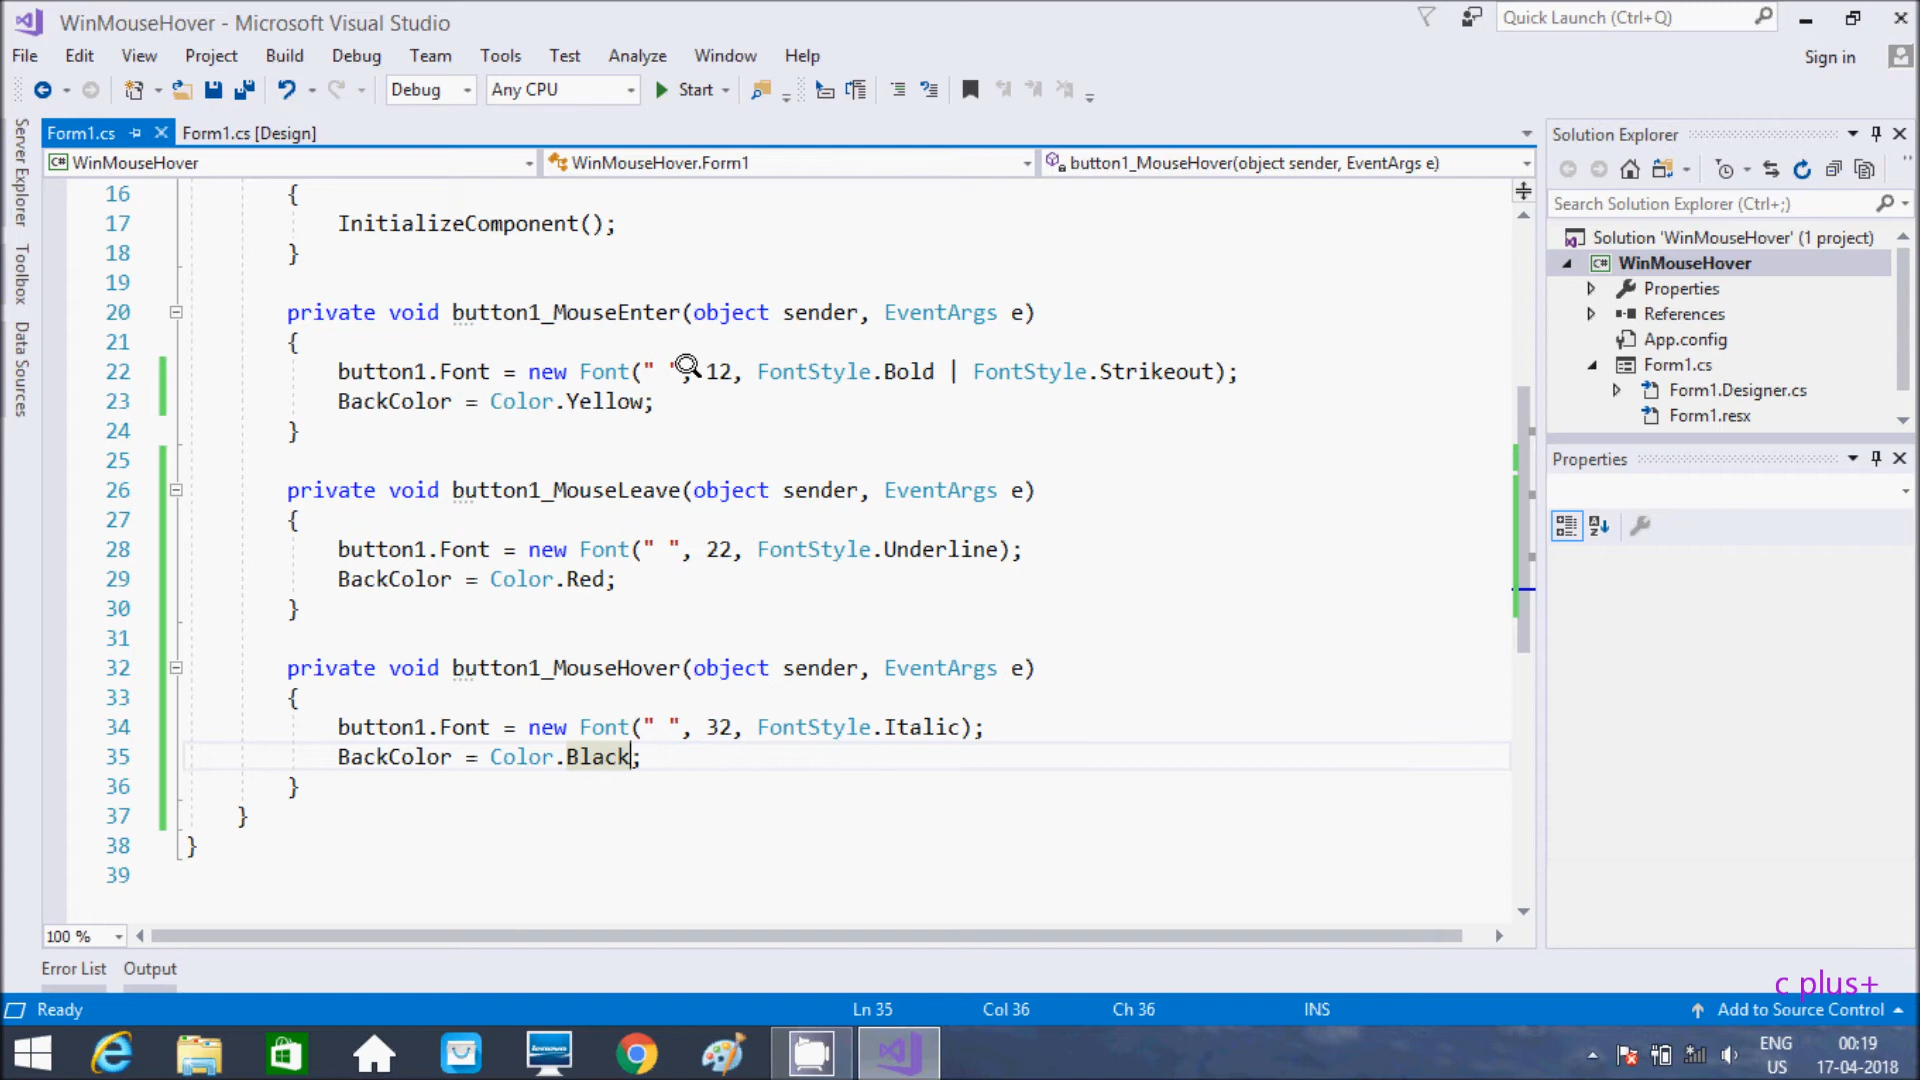 WinMouseHover - Microsoft Visual Studio
Quick Launch (Ctrl+Q)
File Edit View Project Build Debug Team Tools Test Analyze Window Help
Sign in
Debug Any CPU Start
Form1.cs Form1.cs [Design]
WinMouseHover WinMouseHover.Form1 button1_MouseHover(object sender, EventArgs e)
Server Explorer
Toolbox
Data Sources
16 {
17 InitializeComponent();
18 }
19
20 private void button1_MouseEnter(object sender, EventArgs e)
21 {
22 button1.Font = new Font(" ", 12, FontStyle.Bold | FontStyle.Strikeout);
23 BackColor = Color.Yellow;
24 }
25
26 private void button1_MouseLeave(object sender, EventArgs e)
27 {
28 button1.Font = new Font(" ", 22, FontStyle.Underline);
29 BackColor = Color.Red;
30 }
31
32 private void button1_MouseHover(object sender, EventArgs e)
33 {
34 button1.Font = new Font(" ", 32, FontStyle.Italic);
35 BackColor = Color.Black;
36 }
37 }
38 }
39
100 %
Error List Output
Solution Explorer
Search Solution Explorer (Ctrl+;)
Solution 'WinMouseHover' (1 project)
C# WinMouseHover
Properties
References
App.config
Form1.cs
Form1.Designer.cs
Form1.resx
Properties
c plus+
Ready Ln 35 Col 36 Ch 36 INS Add to Source Control
ENG 00:19
US 17-04-2018